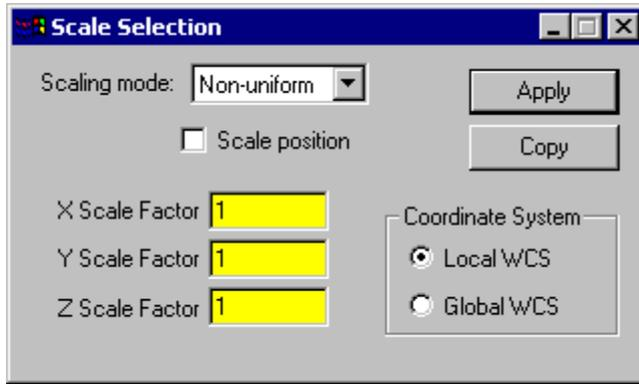 Scale Selection
Scaling mode: Non-uniform
Apply
Scale position
Copy
X Scale Factor 1
Y Scale Factor 1
Z Scale Factor 1
Coordinate System
Local WCS
Global WCS